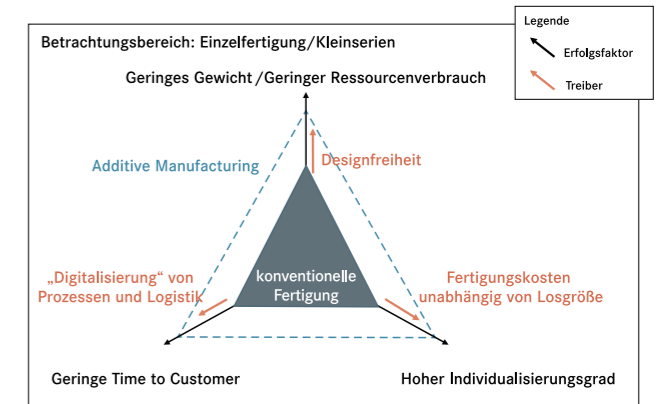 Legende
Erfolgsfaktor
Treiber
Betrachtungsbereich: Einzelfertigung/Kleinserien
Geringes Gewicht/Geringer Ressourcenverbrauch
Additive Manufacturing
Designfreiheit
„Digitalisierung“ von
Prozessen und Logistik
konventionelle
Fertigung
Fertigungskosten
unabhängig von Losgröße
Geringe Time to Customer
Hoher Individualisierungsgrad